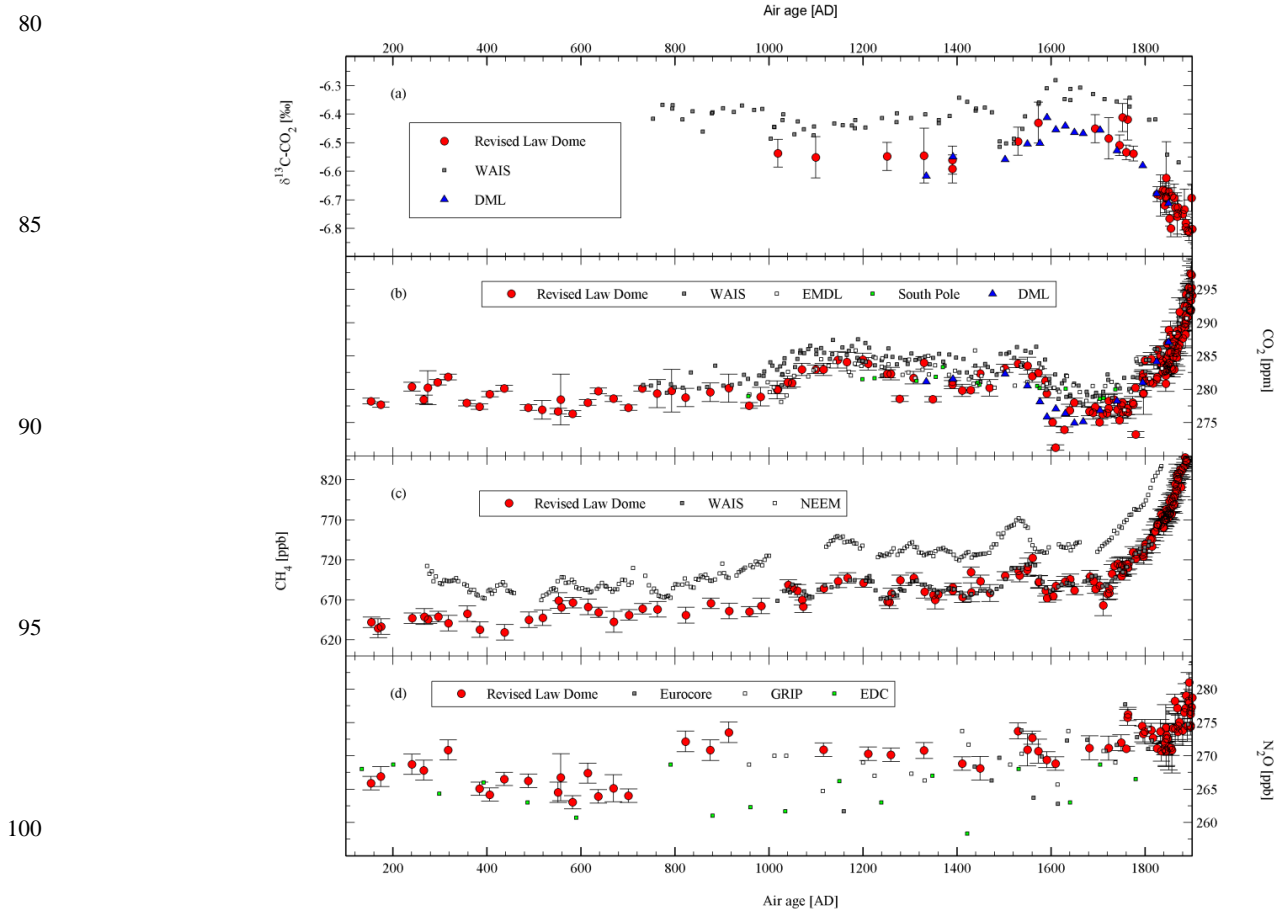 80
Air age [AD]
200 400 600 800 1000 1200 1400 1600 1800
-6.3
-6.4
-6.5
-6.6
-6.7
-6.8
δ¹³C-CO₂ [‰]
(a)
Revised Law Dome
WAIS
DML
85
(b)
Revised Law Dome WAIS EMDL South Pole DML
295
290
285
280
275
CO₂ [ppm]
90
820
770
720
670
620
CH₄ [ppb]
(c)
Revised Law Dome WAIS NEEM
95
(d)
Revised Law Dome Eurocore GRIP EDC
280
275
270
265
260
N₂O [ppb]
100
200 400 600 800 1000 1200 1400 1600 1800
Air age [AD]